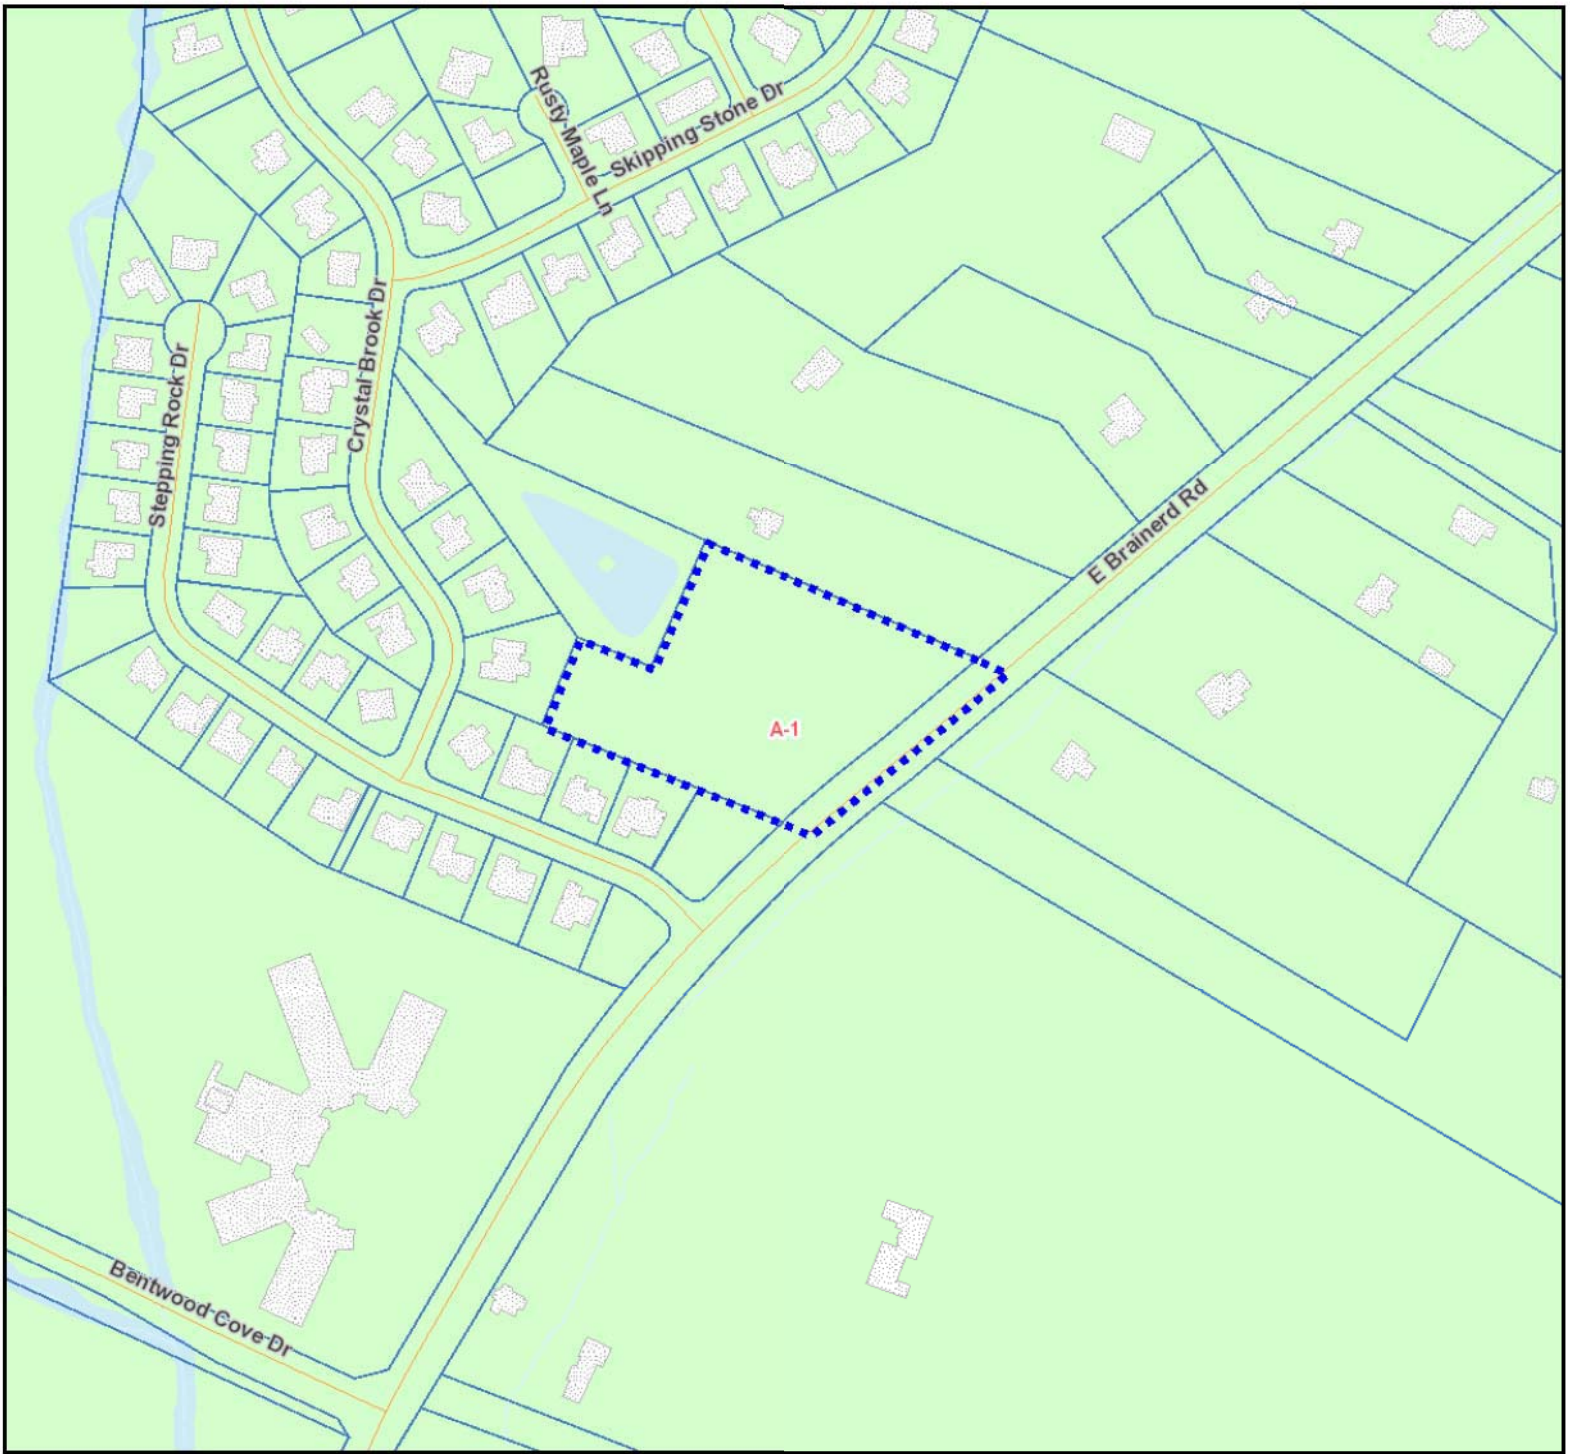 Rusty Maple Ln
Skipping Stone Dr
Crystal Brook Dr
Stepping Rock Dr
E Brainerd Rd
A-1
Bentwood Cove Dr